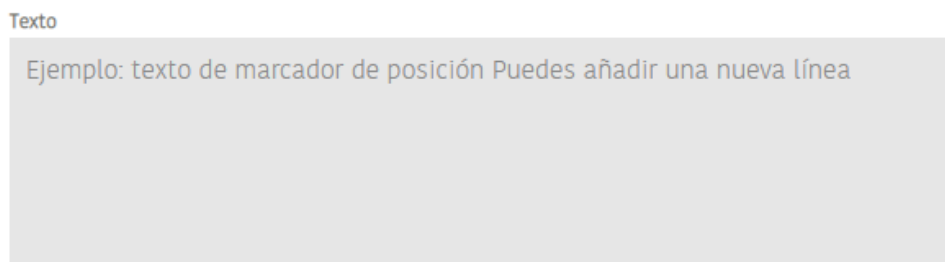 Texto
Ejemplo: texto de marcador de posición Puedes añadir una nueva línea